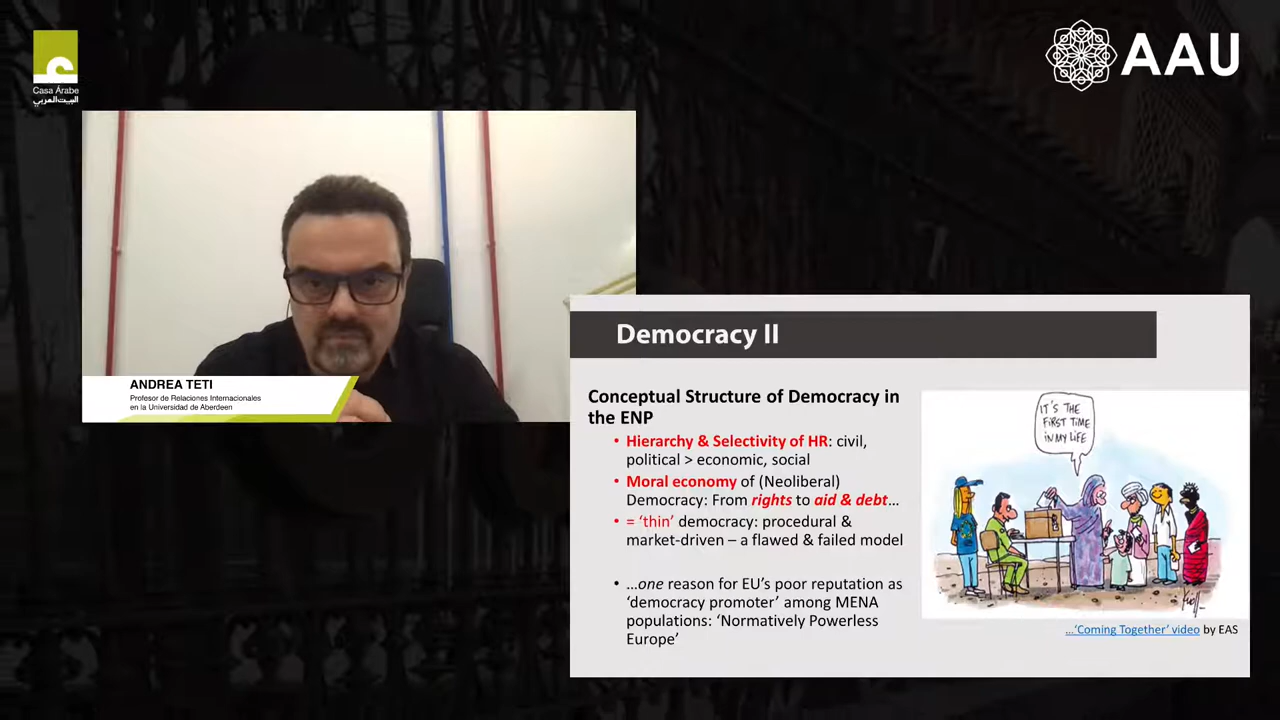 Casa Árabe
البيت العربي
AAU
ANDREA TETI
Profesor de Relaciones Internacionales
en la Universidad de Aberdeen
Democracy II
Conceptual Structure of Democracy in
the ENP
• Hierarchy & Selectivity of HR: civil,
political > economic, social
• Moral economy of (Neoliberal)
Democracy: From rights to aid & debt…
• = ‘thin’ democracy: procedural &
market-driven – a flawed & failed model
• …one reason for EU’s poor reputation as
‘democracy promoter’ among MENA
populations: ‘Normatively Powerless
Europe’
IT'S THE
FIRST TIME
IN MY LIFE
Kroll
…‘Coming Together’ video by EAS